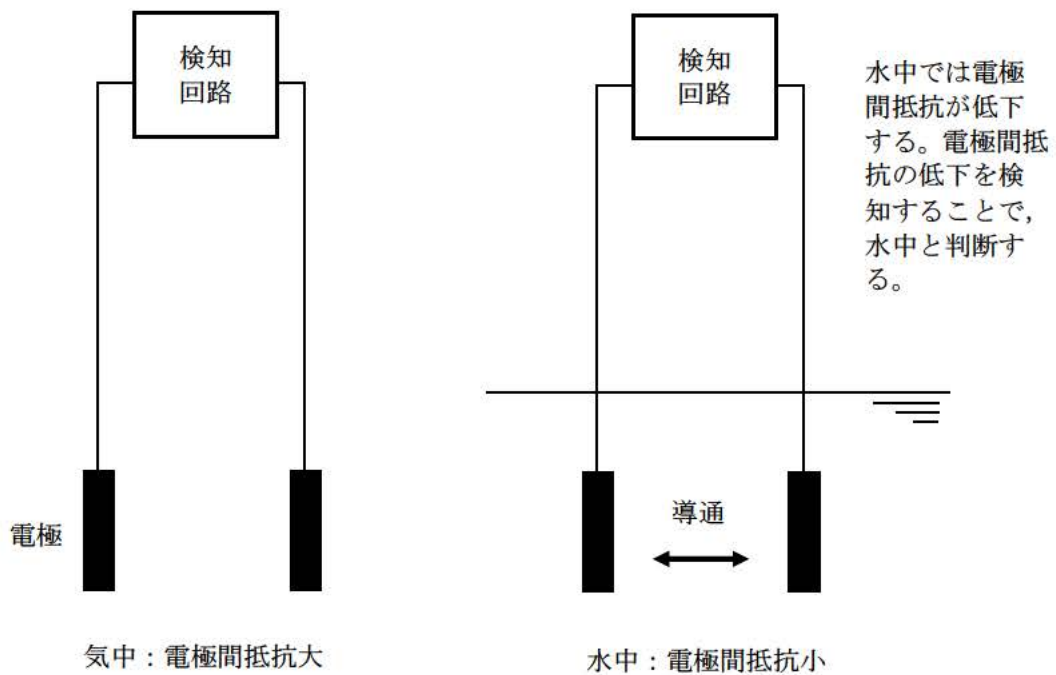 検知
回路
電極
気中：電極間抵抗大
検知
回路
水中では電極
間抵抗が低下
する。電極間抵
抗の低下を検
知することで,
水中と判断す
る。
導通
水中：電極間抵抗小